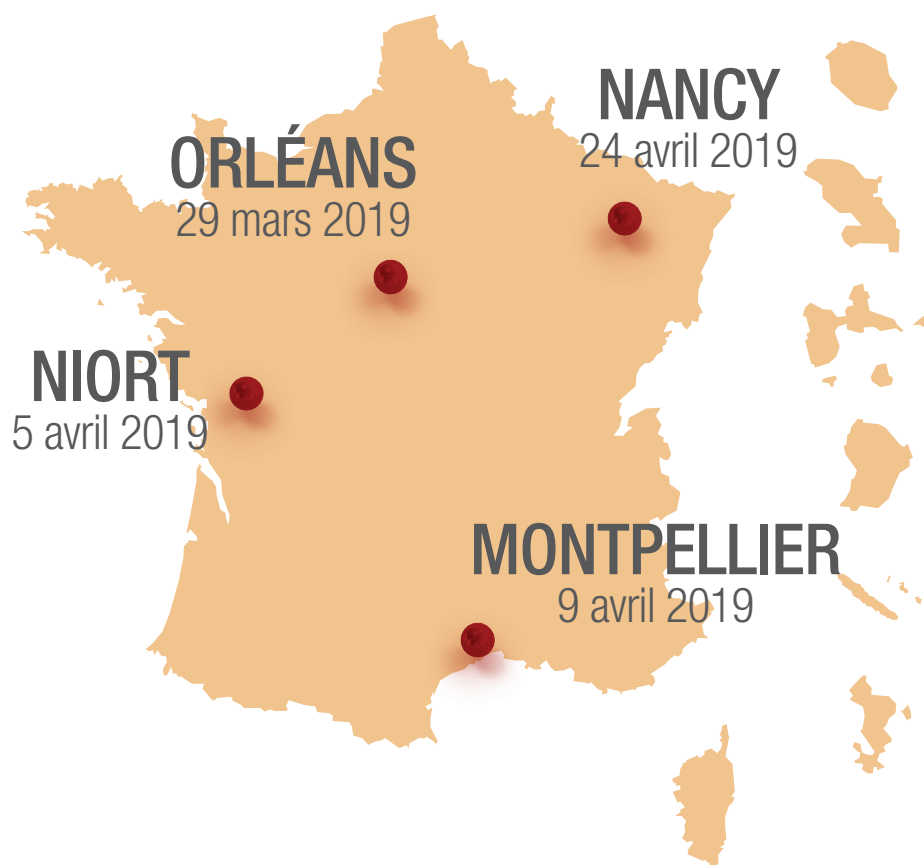 NANCY
24 avril 2019
ORLÉANS
29 mars 2019
NIORT
5 avril 2019
MONTPELLIER
9 avril 2019